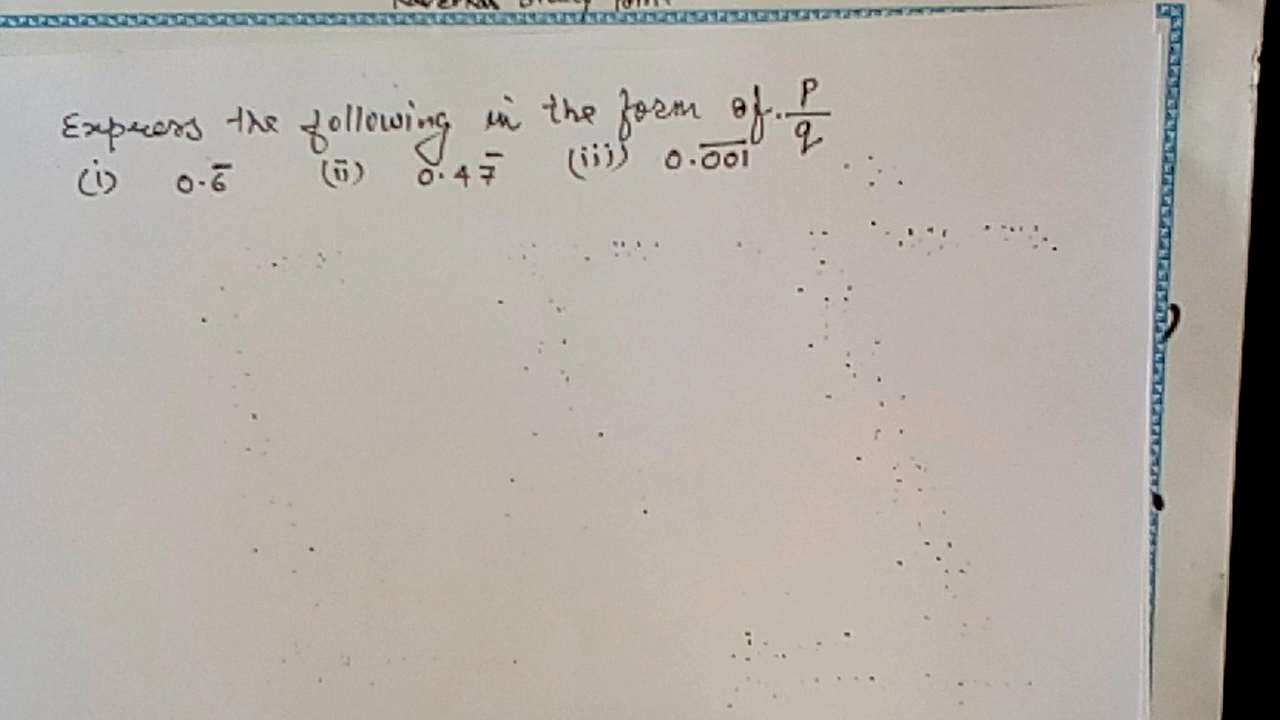 Express the following in the form of p/q
(i) 0.6̅ (ii) 0.47̅ (iii) 0.0̅0̅1̅